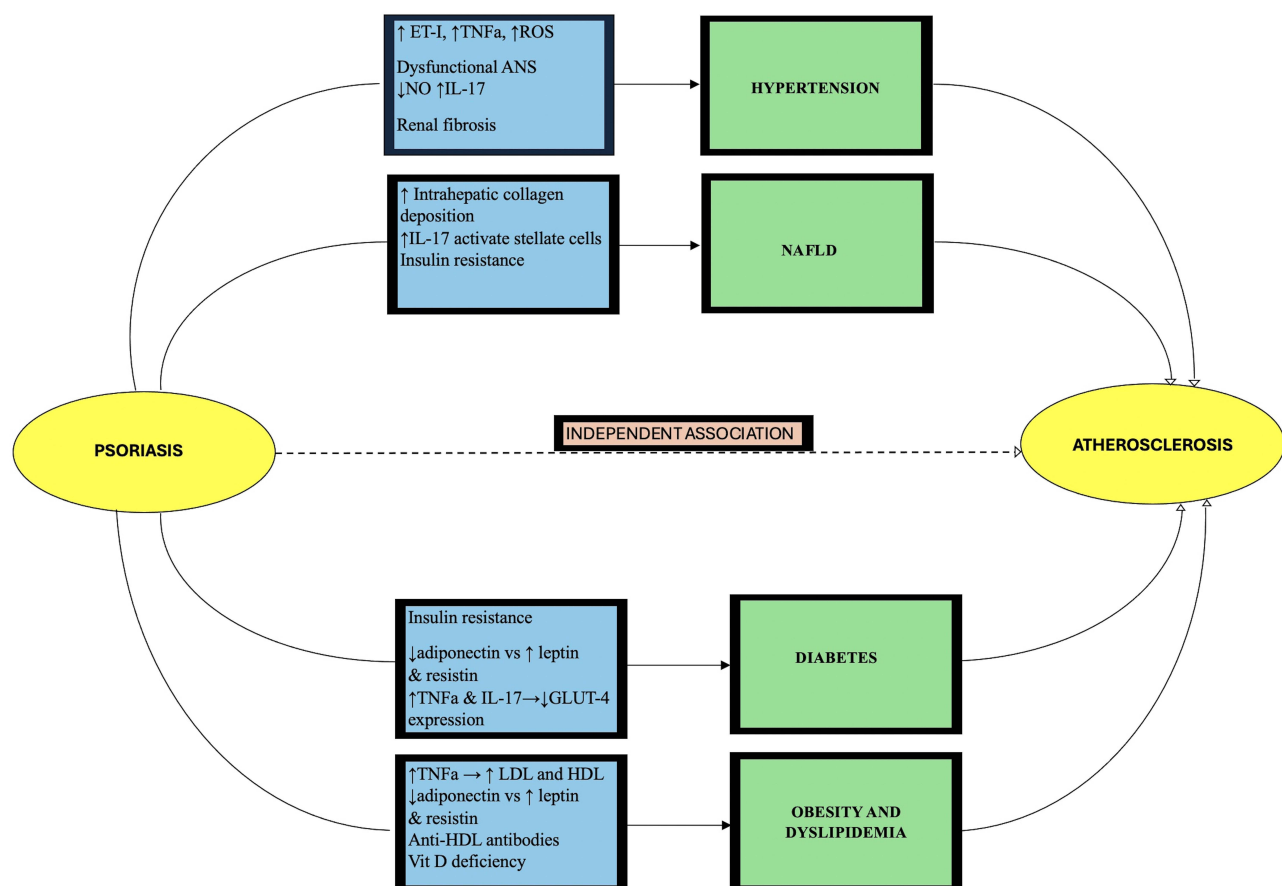 ↑ ET-I, ↑TNFa, ↑ROS
Dysfunctional ANS
↓NO ↑IL-17
Renal fibrosis
HYPERTENSION
↑ Intrahepatic collagen
deposition
↑IL-17 activate stellate cells
Insulin resistance
NAFLD
PSORIASIS
INDEPENDENT ASSOCIATION
ATHEROSCLEROSIS
Insulin resistance
↓adiponectin vs ↑ leptin
& resistin
↑TNFa & IL-17→↓GLUT-4
expression
DIABETES
↑TNFa → ↑ LDL and HDL
↓adiponectin vs ↑ leptin
& resistin
Anti-HDL antibodies
Vit D deficiency
OBESITY AND
DYSLIPIDEMIA